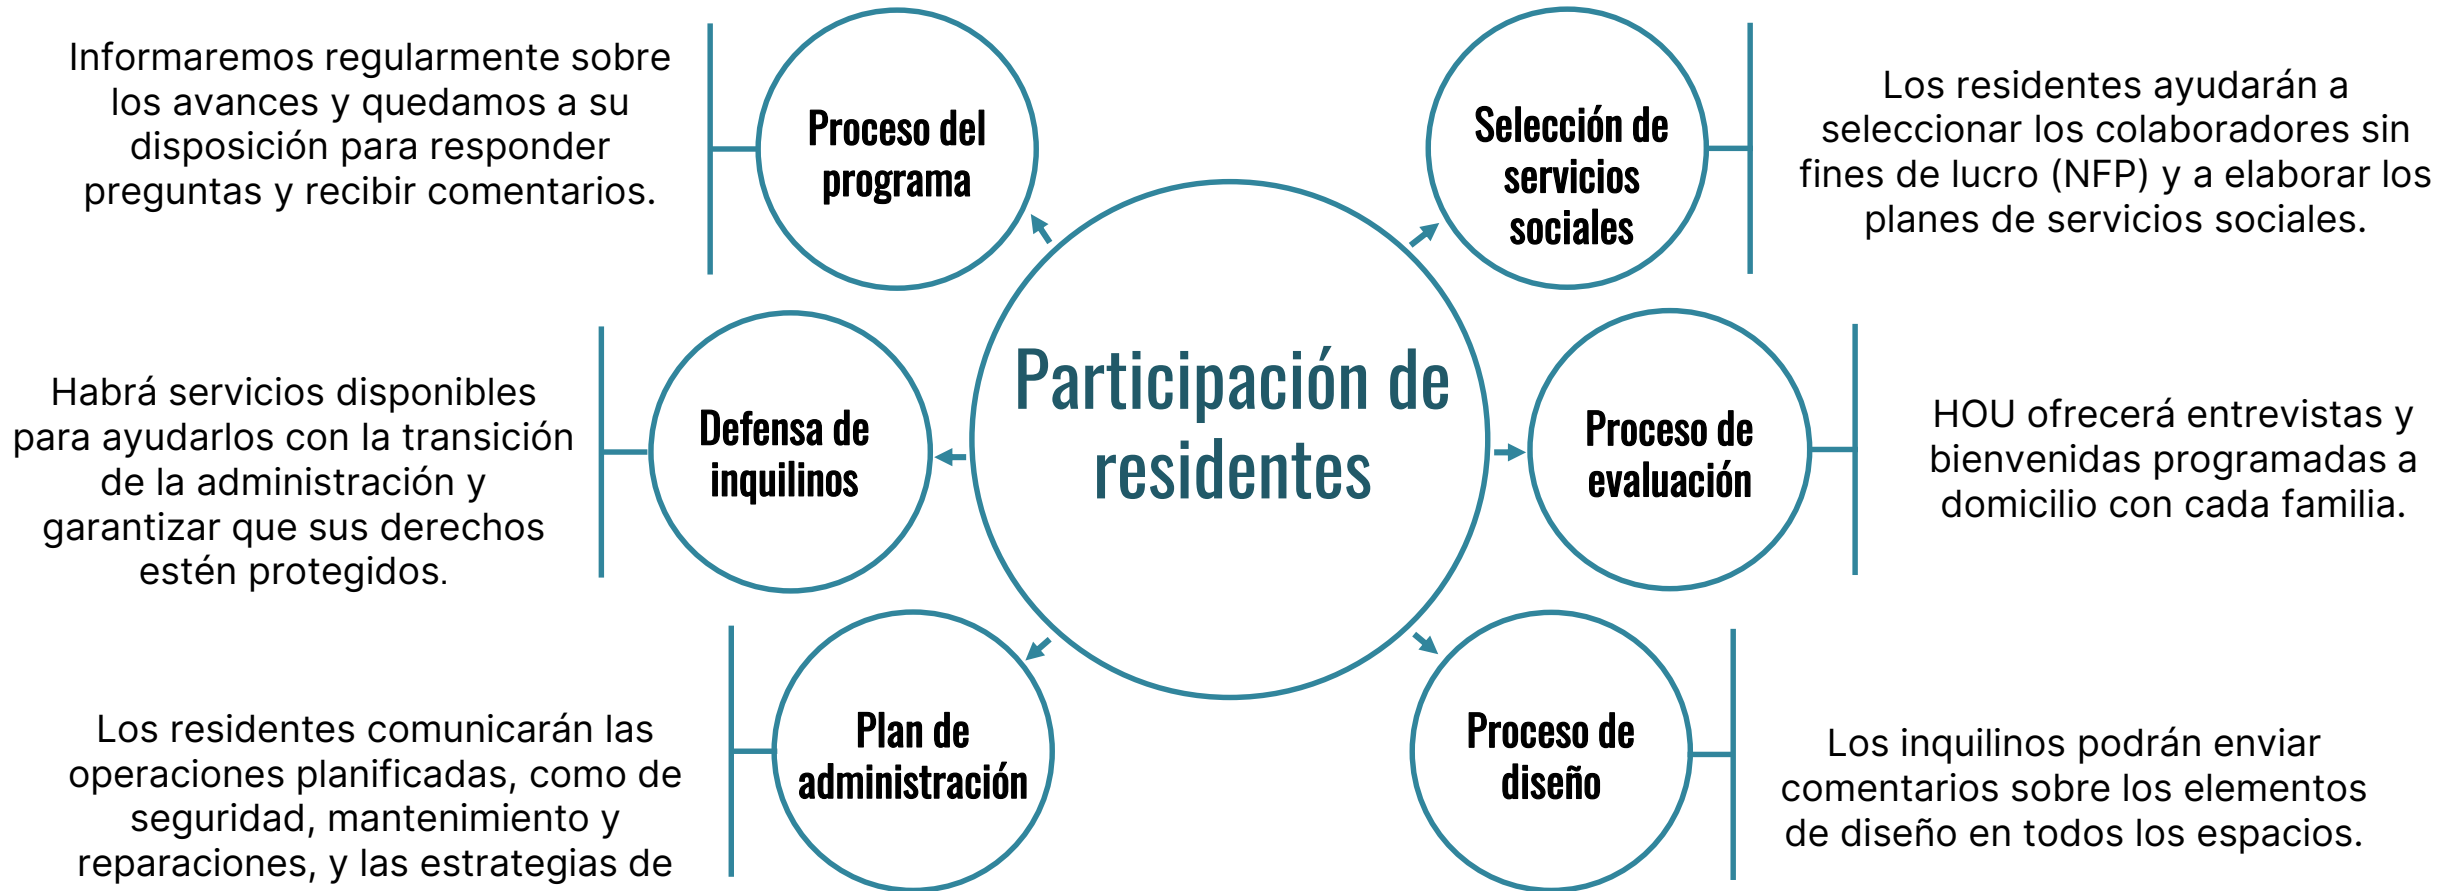 Informaremos regularmente sobre
los avances y quedamos a su
disposición para responder
preguntas y recibir comentarios.
Proceso del
programa
Selección de
servicios
sociales
Los residentes ayudarán a
seleccionar los colaboradores sin
fines de lucro (NFP) y a elaborar los
planes de servicios sociales.
Habrá servicios disponibles
para ayudarlos con la transición
de la administración y
garantizar que sus derechos
estén protegidos.
Defensa de
inquilinos
Participación de
residentes
Proceso de
evaluación
HOU ofrecerá entrevistas y
bienvenidas programadas a
domicilio con cada familia.
Los residentes comunicarán las
operaciones planificadas, como de
seguridad, mantenimiento y
reparaciones, y las estrategias de
Plan de
administración
Proceso de
diseño
Los inquilinos podrán enviar
comentarios sobre los elementos
de diseño en todos los espacios.